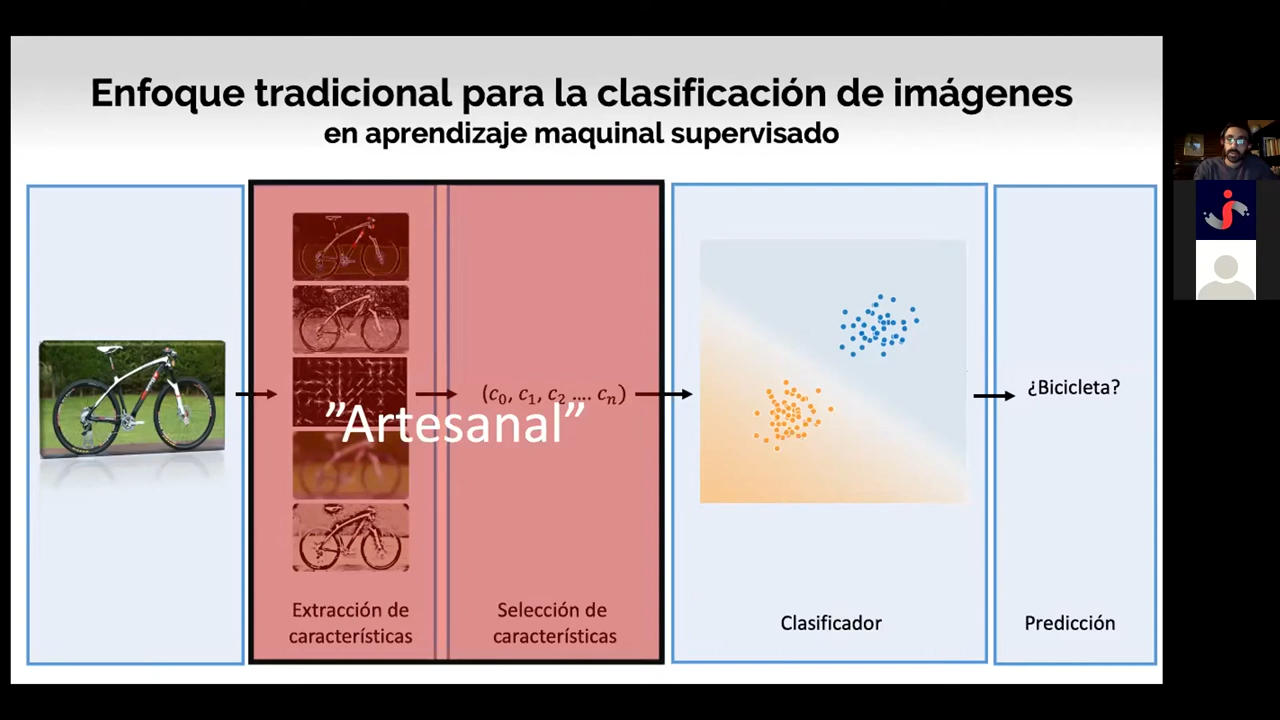 Enfoque tradicional para la clasificación de imágenes
en aprendizaje maquinal supervisado
(c₀, c₁, c₂ .... cₙ)
"Artesanal"
¿Bicicleta?
Extracción de
características
Selección de
características
Clasificador
Predicción